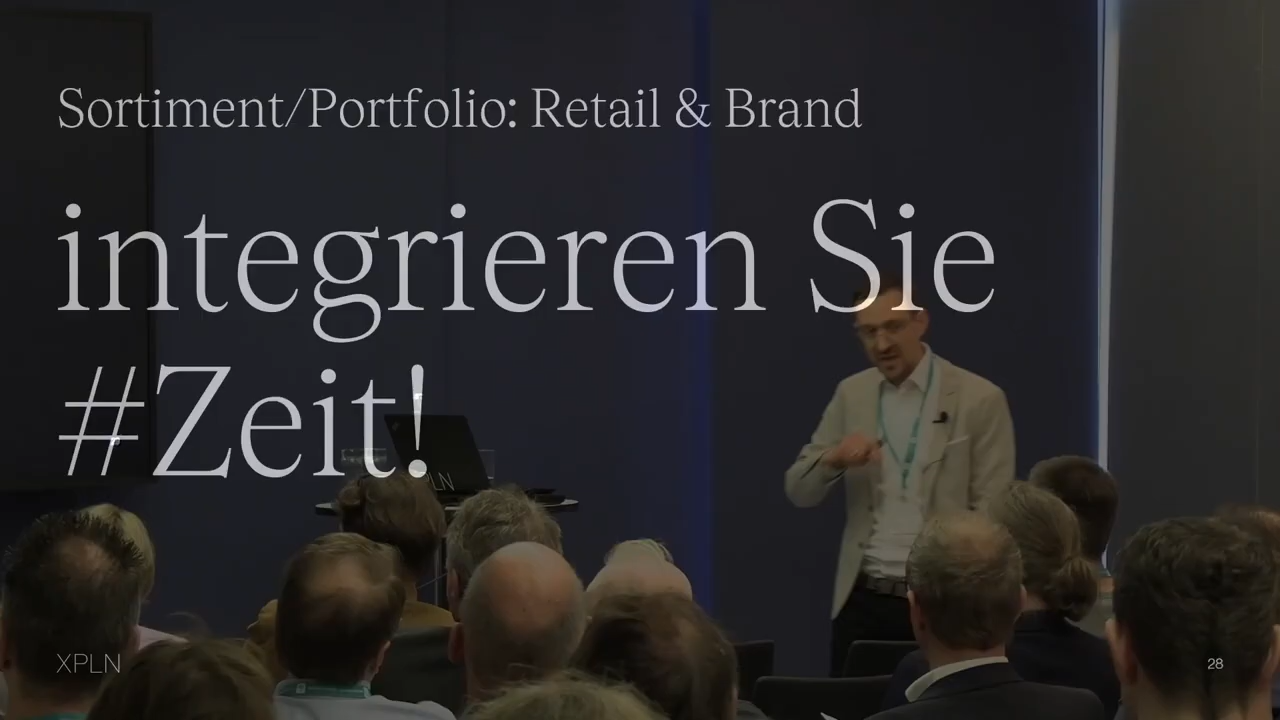 Sortiment/Portfolio: Retail & Brand
integrieren Sie
#Zeit!
XPLN
28